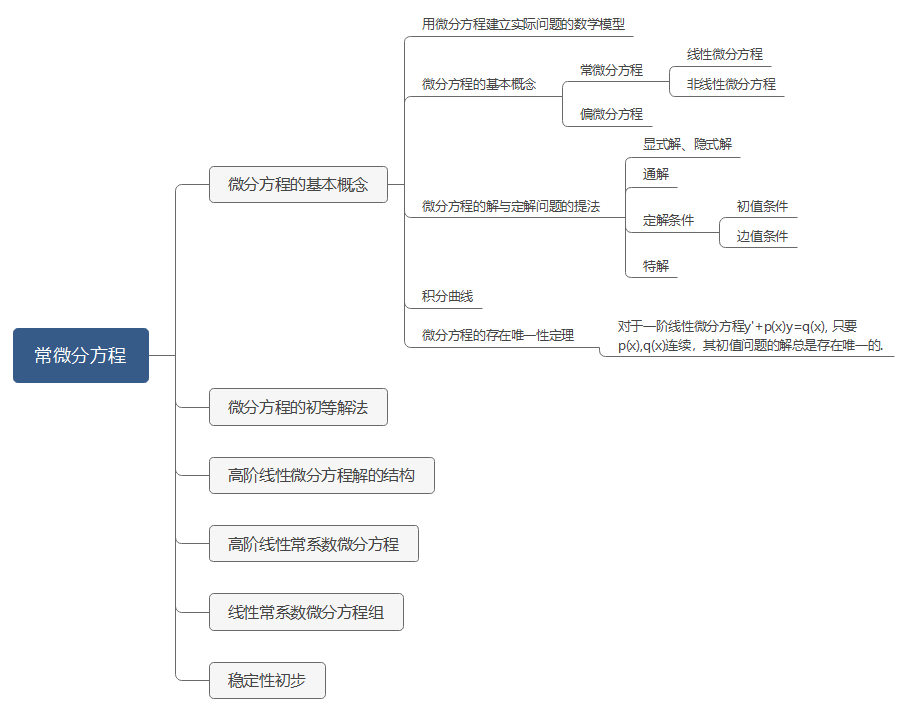 常微分方程
微分方程的基本概念
用微分方程建立实际问题的数学模型
微分方程的基本概念
常微分方程
线性微分方程
非线性微分方程
偏微分方程
微分方程的解与定解问题的提法
显式解、隐式解
通解
定解条件
初值条件
边值条件
特解
积分曲线
微分方程的存在唯一性定理
对于一阶线性微分方程y'+p(x)y=q(x), 只要
p(x),q(x)连续，其初值问题的解总是存在唯一的.
微分方程的初等解法
高阶线性微分方程解的结构
高阶线性常系数微分方程
线性常系数微分方程组
稳定性初步